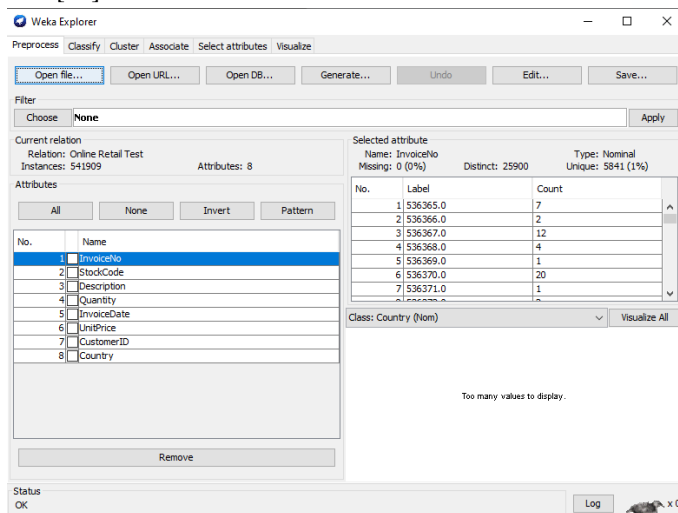 Weka Explorer
Preprocess Classify Cluster Associate Select attributes Visualize
Open file... Open URL... Open DB... Generate... Undo Edit... Save...
Filter
Choose None Apply
Current relation
Relation: Online Retail Test
Instances: 541909 Attributes: 8
Attributes
All None Invert Pattern
No. Name
1 InvoiceNo
2 StockCode
3 Description
4 Quantity
5 InvoiceDate
6 UnitPrice
7 CustomerID
8 Country
Remove
Selected attribute
Name: InvoiceNo Type: Nominal
Missing: 0 (0%) Distinct: 25900 Unique: 5841 (1%)
No. Label Count
1 536365.0 7
2 536366.0 2
3 536367.0 12
4 536368.0 4
5 536369.0 1
6 536370.0 20
7 536371.0 1
Class: Country (Nom) Visualize All
Too many values to display.
Status
OK Log x